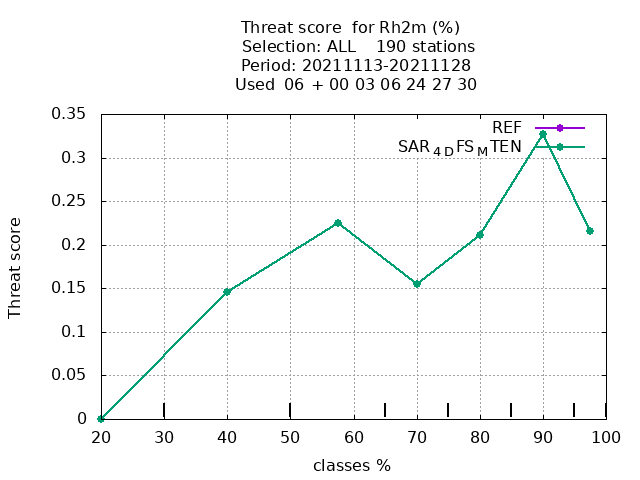 Threat score  for Rh2m (%)
Selection: ALL    190 stations
Period: 20211113-20211128
Used  06 + 00 03 06 24 27 30
0.35
REF
SAR4DFSMTEN
0.3
0.25
0.2
0.15
0.1
0.05
0
Threat score
20 30 40 50 60 70 80 90 100
classes %